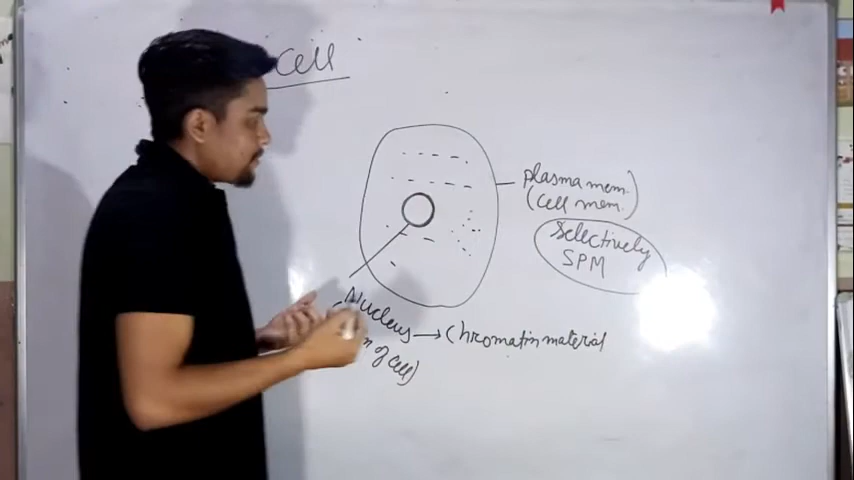 Cell
plasma mem.
(Cell mem.)
Selectively
SPM
Nucleus → Chromatin material
of cell)